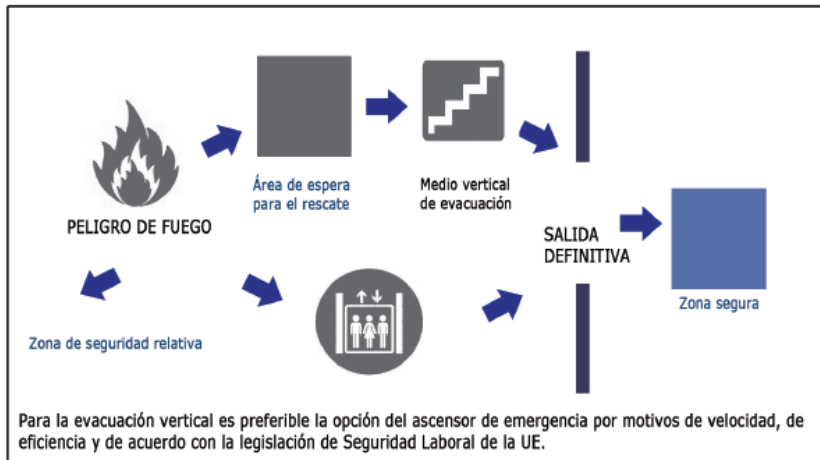 Área de espera
para el rescate
Medio vertical
de evacuación
PELIGRO DE FUEGO
SALIDA
DEFINITIVA
Zona segura
Zona de seguridad relativa
Para la evacuación vertical es preferible la opción del ascensor de emergencia por motivos de velocidad, de
eficiencia y de acuerdo con la legislación de Seguridad Laboral de la UE.